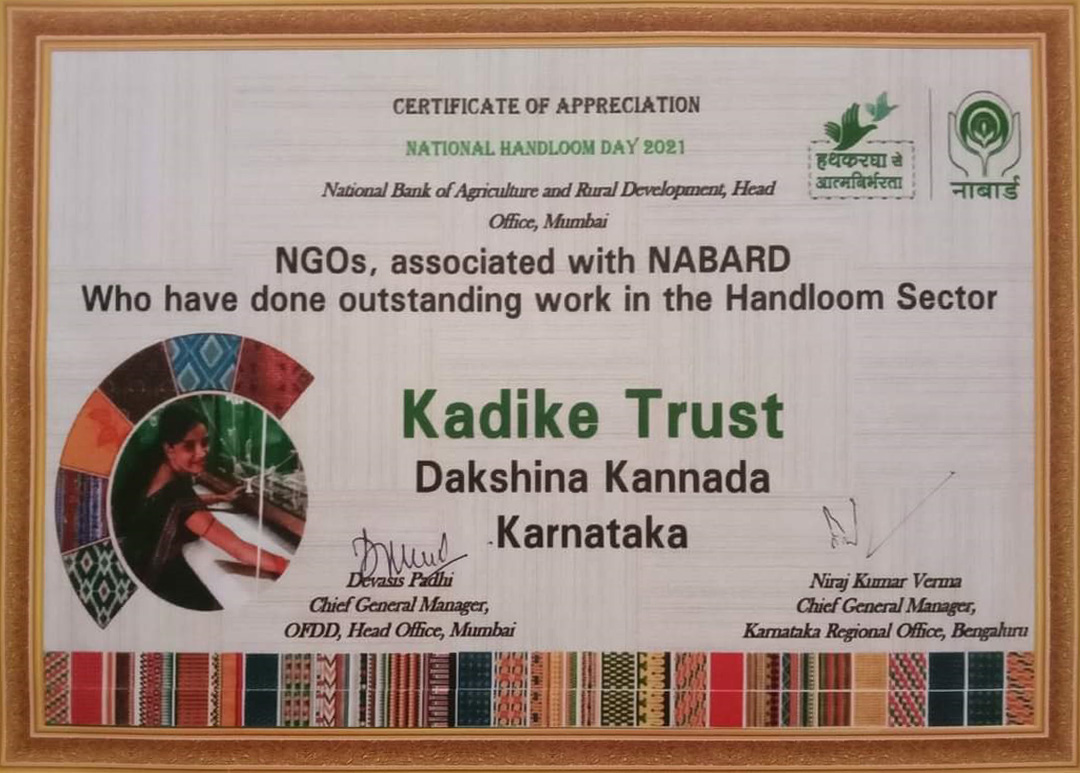 CERTIFICATE OF APPRECIATION
NATIONAL HANDLOOM DAY 2021
National Bank of Agriculture and Rural Development, Head
Office, Mumbai
हथकरघा से
आत्मनिर्भरता
नाबार्ड
NGOs, associated with NABARD
Who have done outstanding work in the Handloom Sector
Kadike Trust
Dakshina Kannada
Karnataka
Devasis Padhi
Chief General Manager,
OFDD, Head Office, Mumbai
Niraj Kumar Verma
Chief General Manager,
Karnataka Regional Office, Bengaluru